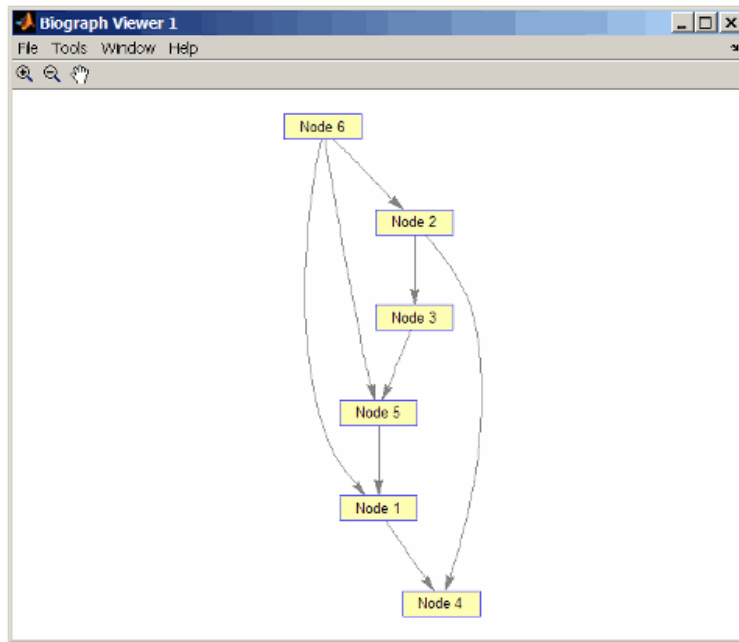 Biograph Viewer 1
File Tools Window Help
Node 6
Node 2
Node 3
Node 5
Node 1
Node 4